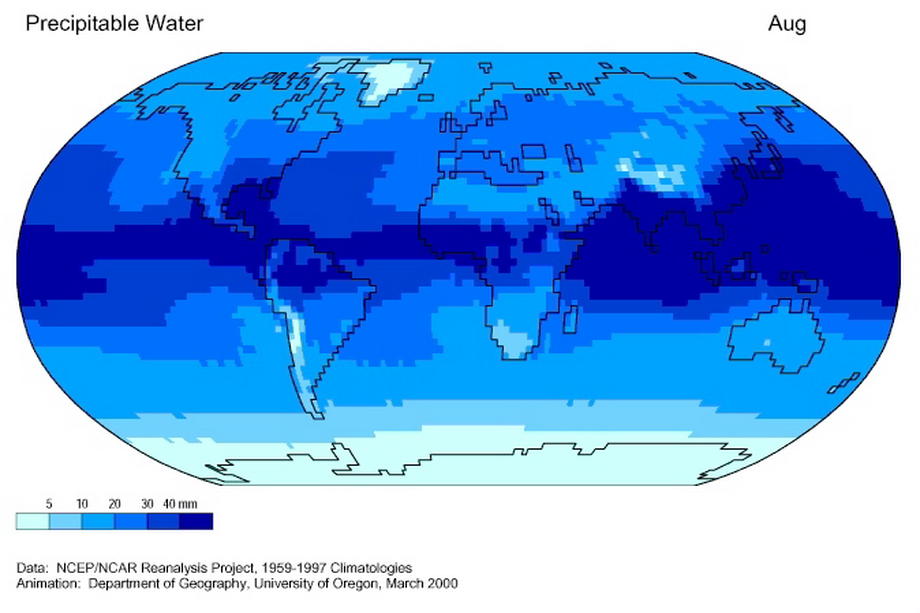 Precipitable Water Aug
5 10 20 30 40 mm
Data: NCEP/NCAR Reanalysis Project, 1959-1997 Climatologies
Animation: Department of Geography, University of Oregon, March 2000